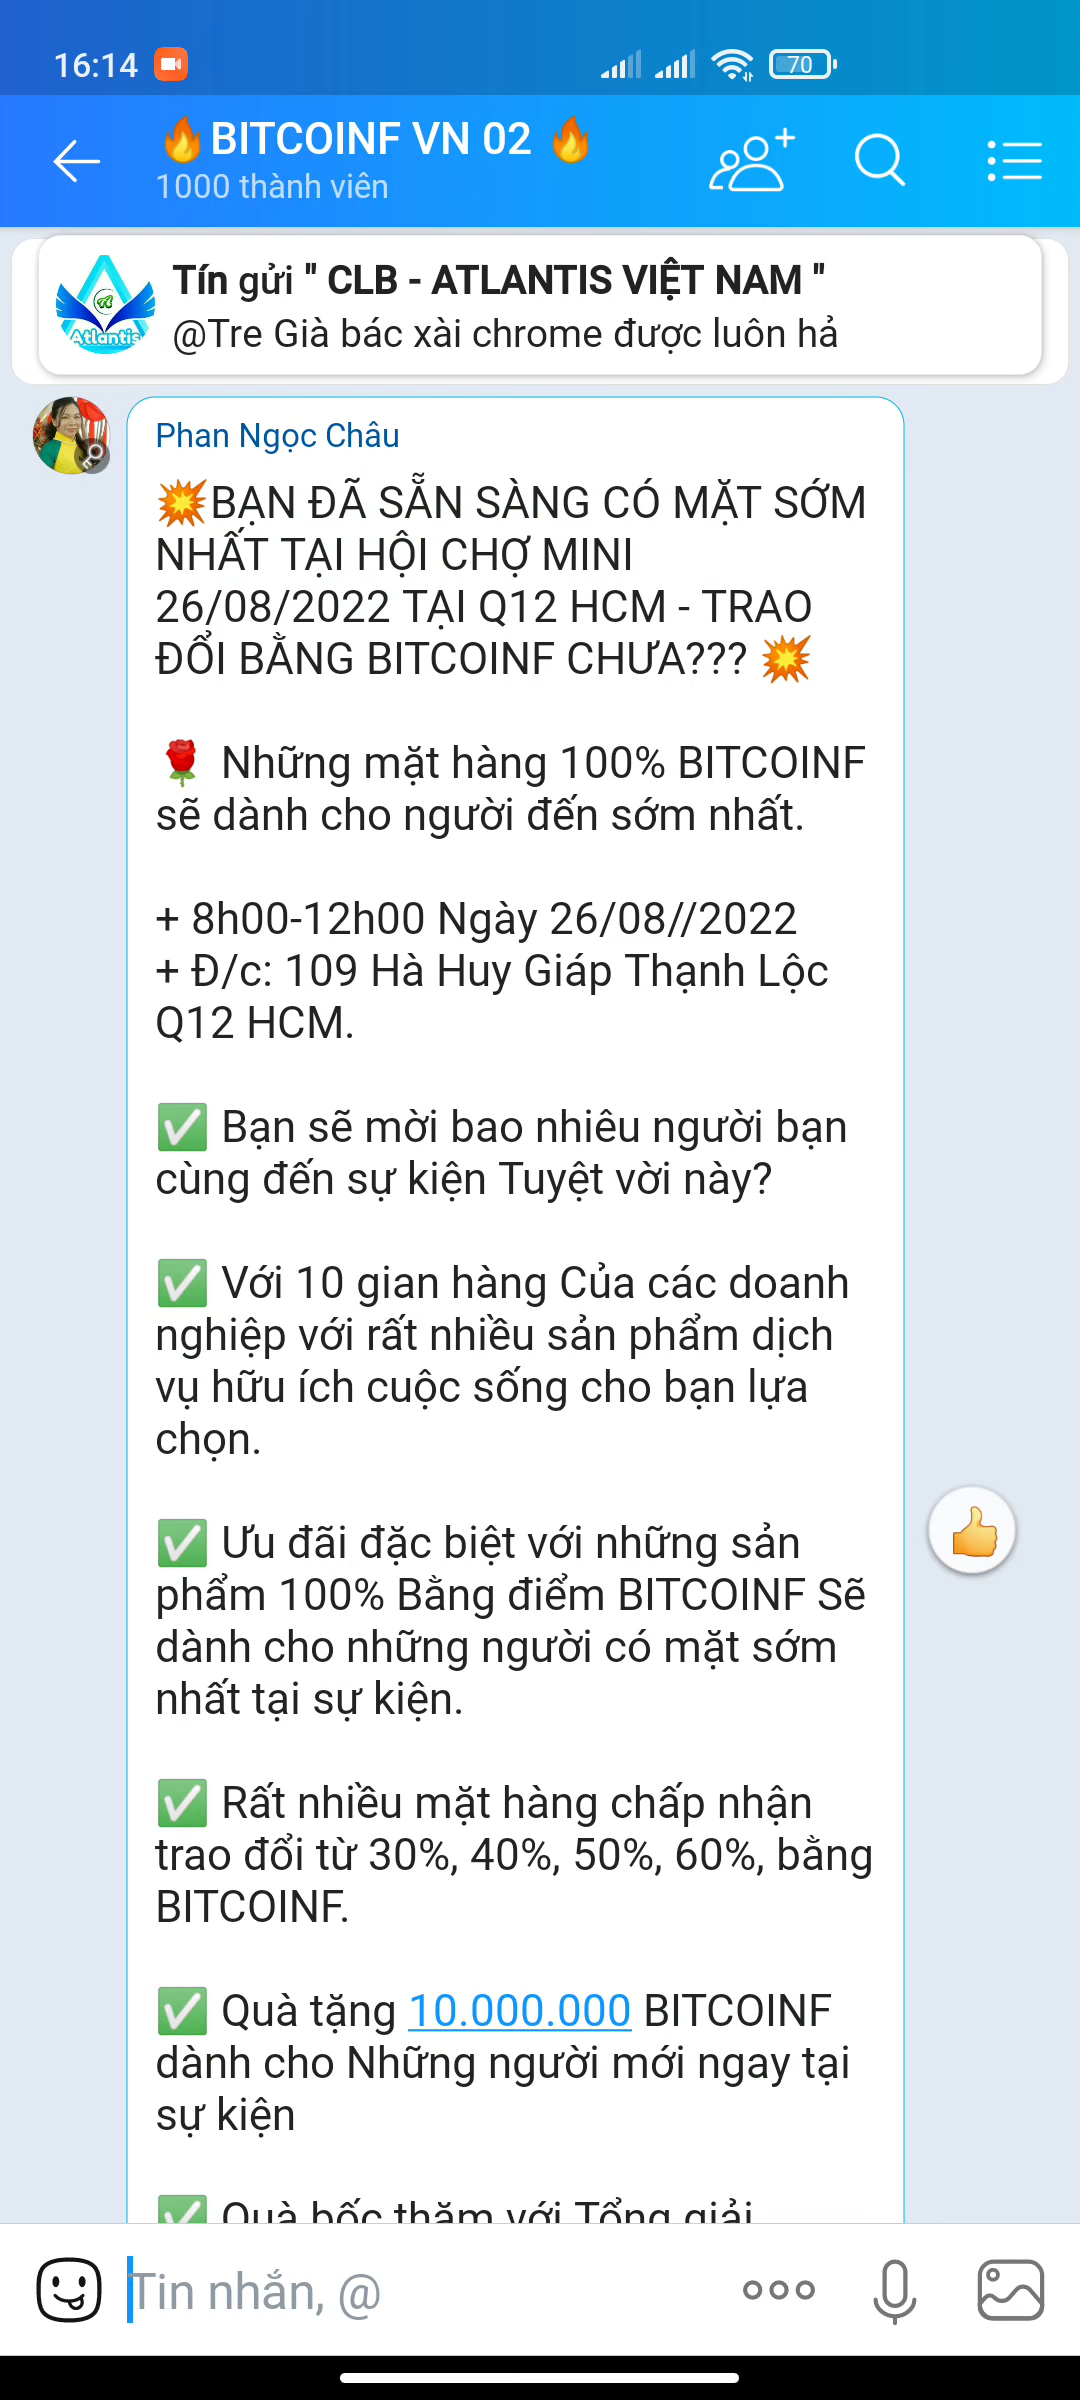 16:14
70
🔥BITCOINF VN 02 🔥
1000 thành viên
Tín gửi " CLB - ATLANTIS VIỆT NAM "
Atlantis
@Tre Già bác xài chrome được luôn hả
Phan Ngọc Châu
💥BẠN ĐÃ SẴN SÀNG CÓ MẶT SỚM
NHẤT TẠI HỘI CHỢ MINI
26/08/2022 TẠI Q12 HCM - TRAO
ĐỔI BẰNG BITCOINF CHƯA??? 💥
🌹 Những mặt hàng 100% BITCOINF
sẽ dành cho người đến sớm nhất.
+ 8h00-12h00 Ngày 26/08//2022
+ Đ/c: 109 Hà Huy Giáp Thạnh Lộc
Q12 HCM.
✅ Bạn sẽ mời bao nhiêu người bạn
cùng đến sự kiện Tuyệt vời này?
✅ Với 10 gian hàng Của các doanh
nghiệp với rất nhiều sản phẩm dịch
vụ hữu ích cuộc sống cho bạn lựa
chọn.
✅ Ưu đãi đặc biệt với những sản
phẩm 100% Bằng điểm BITCOINF Sẽ
dành cho những người có mặt sớm
nhất tại sự kiện.
✅ Rất nhiều mặt hàng chấp nhận
trao đổi từ 30%, 40%, 50%, 60%, bằng
BITCOINF.
✅ Quà tặng 10.000.000 BITCOINF
dành cho Những người mới ngay tại
sự kiện
✅ Quà bốc thăm với Tổng giải
Tin nhắn, @